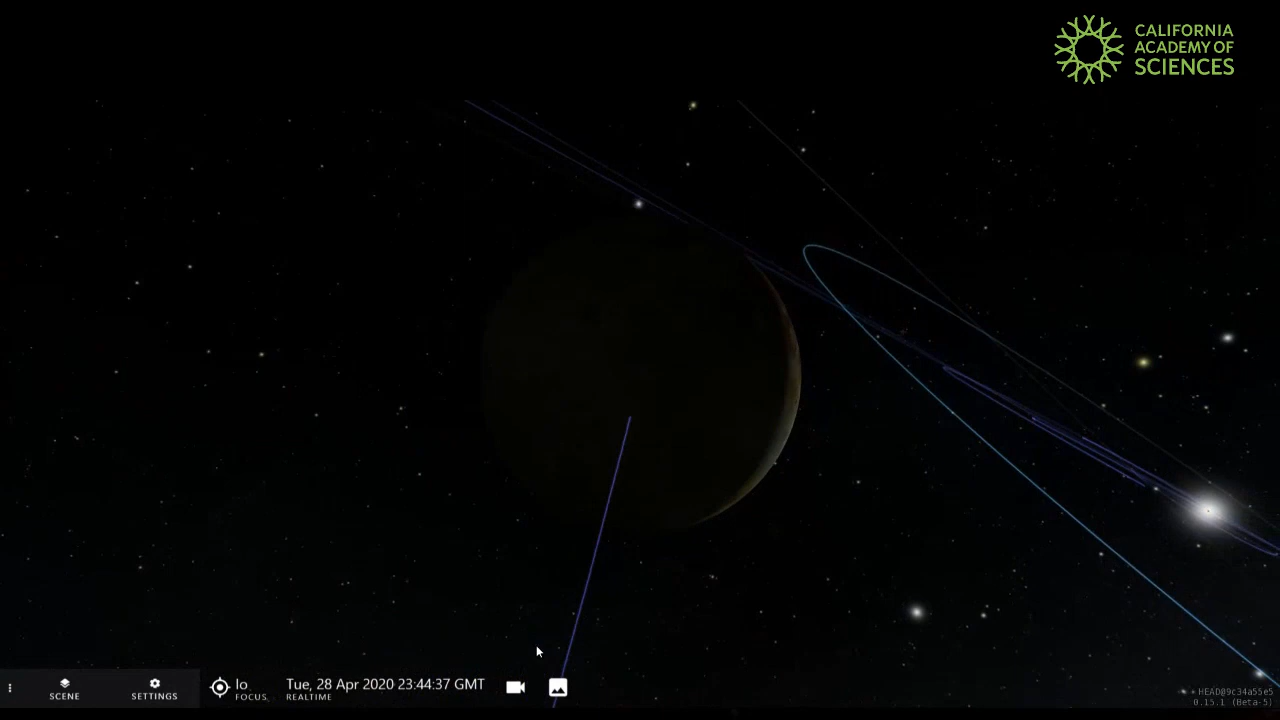 CALIFORNIA
ACADEMY OF
SCIENCES
SCENE
SETTINGS
Io
FOCUS
Tue, 28 Apr 2020 23:44:37 GMT
REALTIME
HEAD@9c34a55e5
0.15.1 (Beta-5)